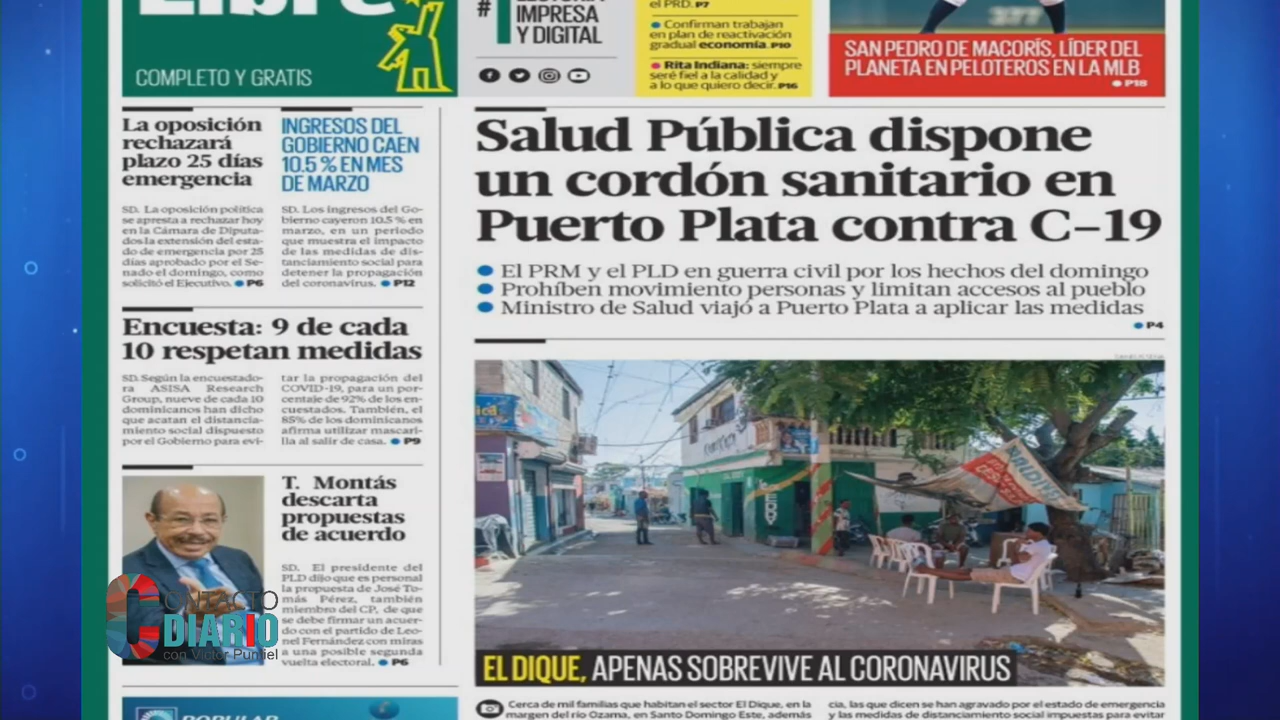 Libre
COMPLETO Y GRATIS
#
IMPRESA
Y DIGITAL
el PRD. P7
Confirman trabajan
en plan de reactivación
gradual economía. P10
Rita Indiana: siempre
seré fiel a la calidad y
a lo que quiero decir. P16
SAN PEDRO DE MACORÍS, LÍDER DEL
PLANETA EN PELOTEROS EN LA MLB
P18
La oposición
rechazará
plazo 25 días
emergencia
SD. La oposición política
se apresta a rechazar hoy
en la Cámara de Diputa-
dos la extensión del esta-
do de emergencia por 25
días aprobado por el Se-
nado el domingo, como
solicitó el Ejecutivo. P6
INGRESOS DEL
GOBIERNO CAEN
10.5 % EN MES
DE MARZO
SD. Los ingresos del Go-
bierno cayeron 10.5 % en
marzo, en un periodo
que muestra el impacto
de las medidas de dis-
tanciamiento social para
detener la propagación
del coronavirus. P12
Encuesta: 9 de cada
10 respetan medidas
SD. Según la encuestado-
ra ASISA Research
Group, nueve de cada 10
dominicanos han dicho
que acatan el distancia-
miento social dispuesto
por el Gobierno para evi-
tar la propagación del
COVID-19, para un por-
centaje de 92% de los en-
cuestados. También, el
85% de los dominicanos
afirma utilizar mascari-
lla al salir de casa. P9
T. Montás
descarta
propuestas
de acuerdo
SD. El presidente del
PLD dijo que es personal
la propuesta de José To-
más Pérez, también
miembro del CP, de que
se debe firmar un acuer-
do con el partido de Leo-
nel Fernández con miras
a una posible segunda
vuelta electoral. P6
CONTACTO
DIARIO
con Victor Pumiel
POPULAR
Salud Pública dispone
un cordón sanitario en
Puerto Plata contra C-19
El PRM y el PLD en guerra civil por los hechos del domingo
Prohíben movimiento personas y limitan accesos al pueblo
Ministro de Salud viajó a Puerto Plata a aplicar las medidas
P4
EL DIQUE, APENAS SOBREVIVE AL CORONAVIRUS
Cerca de mil familias que habitan el sector El Dique, en la
margen del río Ozama, en Santo Domingo Este, además
cia, las que dicen se han agravado por el estado de emergencia
y las medidas de distanciamiento social impuestas para evitar